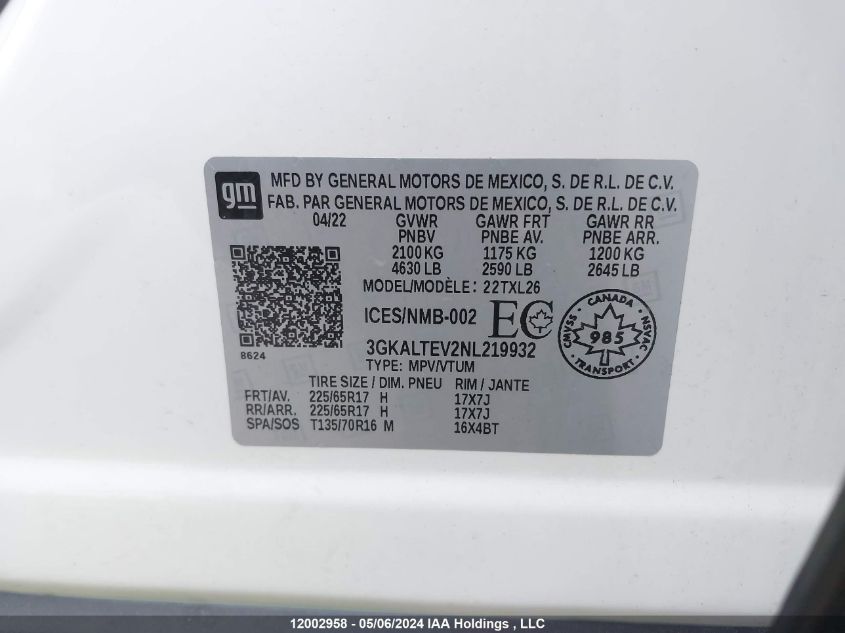 gm
MFD BY GENERAL MOTORS DE MEXICO, S. DE R.L. DE C.V.
FAB. PAR GENERAL MOTORS DE MEXICO, S. DE R.L. DE C.V.
04/22 GVWR GAWR FRT GAWR RR
PNBV PNBE AV. PNBE ARR.
2100 KG 1175 KG 1200 KG
4630 LB 2590 LB 2645 LB
MODEL/MODÈLE: 22TXL26
ICES/NMB-002 EC
CANADA
CMVSS 985 NSVAC
8624
3GKALTEV2NL219932
TYPE: MPV/VTUM
TIRE SIZE / DIM. PNEU RIM / JANTE
FRT/AV. 225/65R17 H 17X7J
RR/ARR. 225/65R17 H 17X7J
SPA/SOS T135/70R16 M 16X4BT
12002958 - 05/06/2024 IAA Holdings , LLC